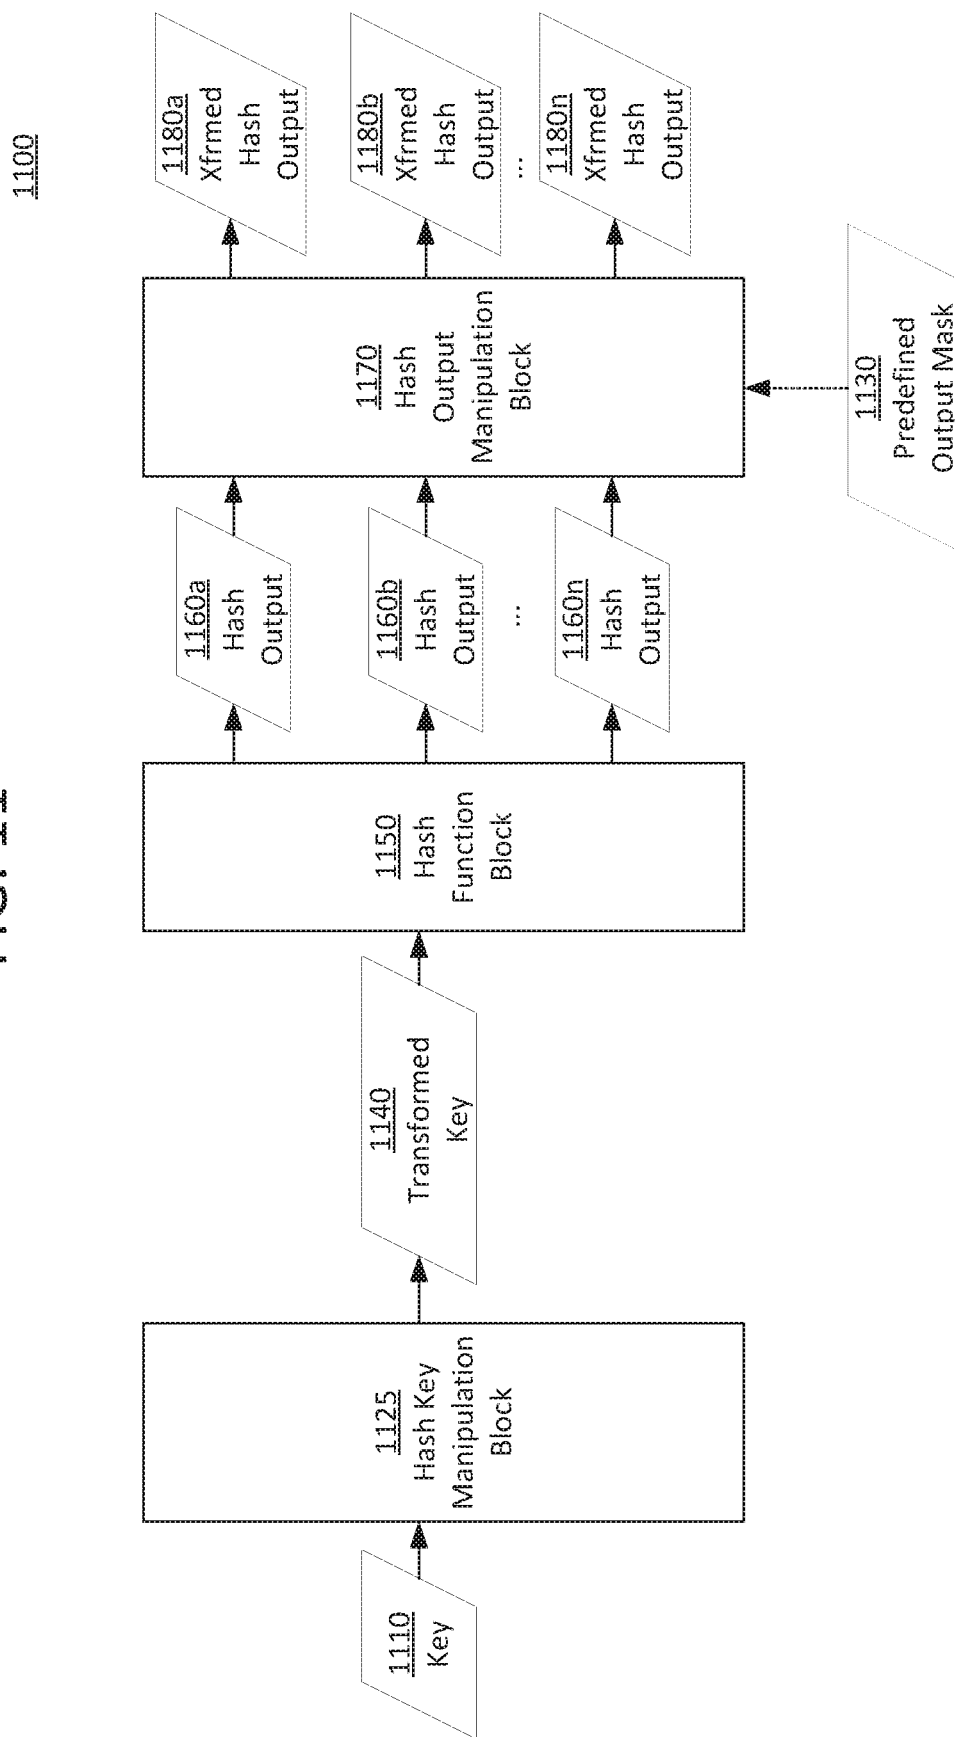 1100
1110
Key
1125
Hash Key
Manipulation
Block
1140
Transformed
Key
1150
Hash
Function
Block
1160a
Hash
Output
1160b
Hash
Output
...
1160n
Hash
Output
1170
Hash
Output
Manipulation
Block
1130
Predefined
Output Mask
1180a
Xfrmed
Hash
Output
1180b
Xfrmed
Hash
Output
...
1180n
Xfrmed
Hash
Output